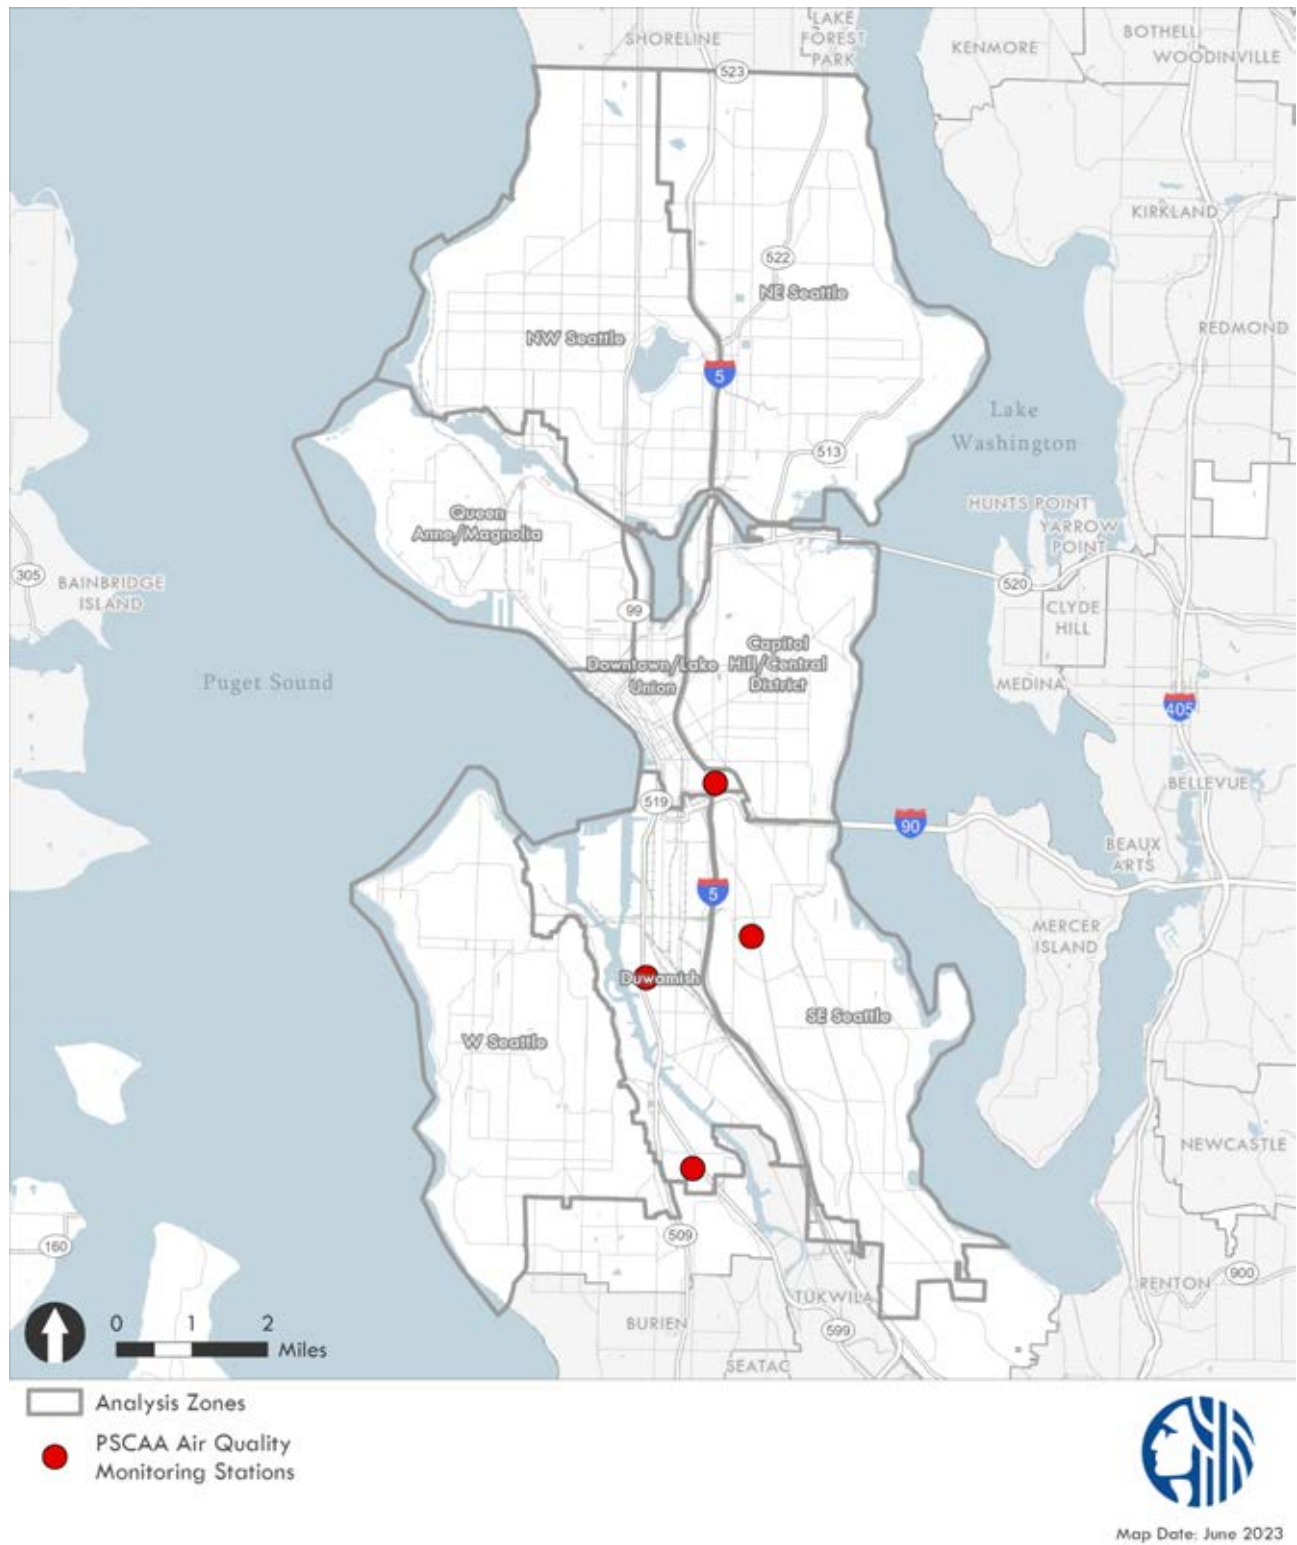 SHORELINE
LAKE
FOREST
PARK
KENMORE
BOTHELL
WOODINVILLE
523
KIRKLAND
522
NE Seattle
REDMOND
NW Seattle
5
Lake
Washington
513
HUNTS POINT
YARROW
POINT
Queen
Anne/Magnolia
305
BAINBRIDGE
ISLAND
520
99
CLYDE
HILL
Capitol
Hill/Central
District
Downtown/Lake
Union
Puget Sound
MEDINA
405
BELLEVUE
519
90
BEAUX
ARTS
5
MERCER
ISLAND
Duwamish
SE Seattle
W Seattle
NEWCASTLE
509
160
RENTON
900
TUKWILA
BURIEN
599
SEATAC
0 1 2
Miles
Analysis Zones
PSCAA Air Quality
Monitoring Stations
Map Date: June 2023